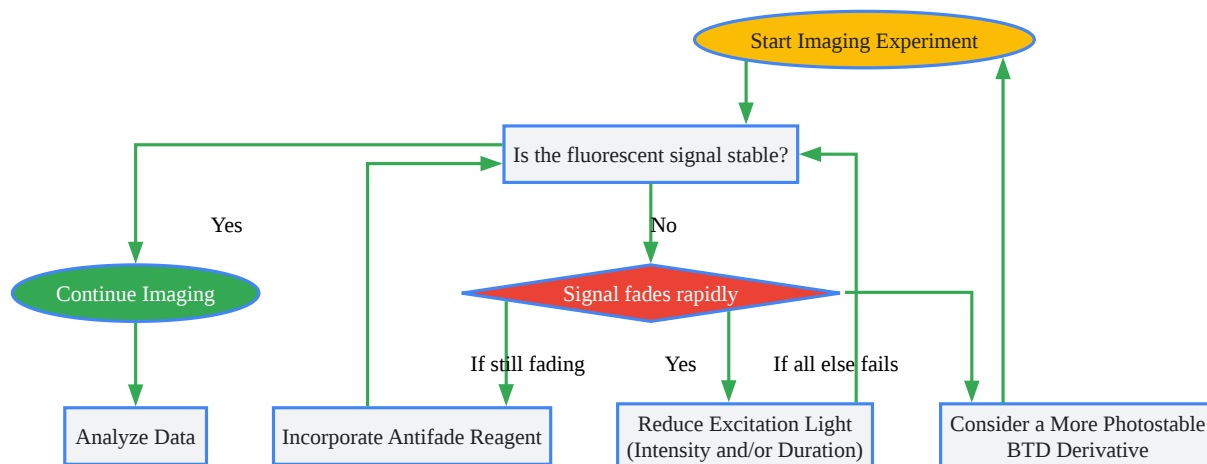 Start Imaging Experiment
Is the fluorescent signal stable?
Yes
No
Continue Imaging
Signal fades rapidly
If still fading
Yes
If all else fails
Analyze Data
Incorporate Antifade Reagent
Reduce Excitation Light
(Intensity and/or Duration)
Consider a More Photostable
BTD Derivative